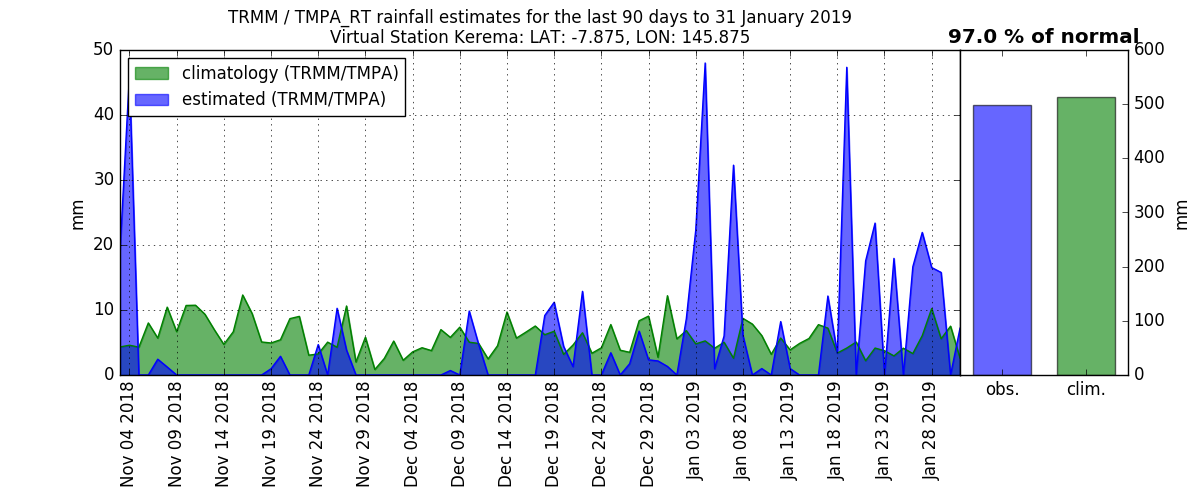 TRMM / TMPA_RT rainfall estimates for the last 90 days to 31 January 2019
Virtual Station Kerema: LAT: -7.875, LON: 145.875
97.0 % of normal
climatology (TRMM/TMPA)
estimated (TRMM/TMPA)
50
40
30
20
10
0
mm
600
500
400
300
200
100
0
mm
Nov 04 2018
Nov 09 2018
Nov 14 2018
Nov 19 2018
Nov 24 2018
Nov 29 2018
Dec 04 2018
Dec 09 2018
Dec 14 2018
Dec 19 2018
Dec 24 2018
Dec 29 2018
Jan 03 2019
Jan 08 2019
Jan 13 2019
Jan 18 2019
Jan 23 2019
Jan 28 2019
obs.
clim.